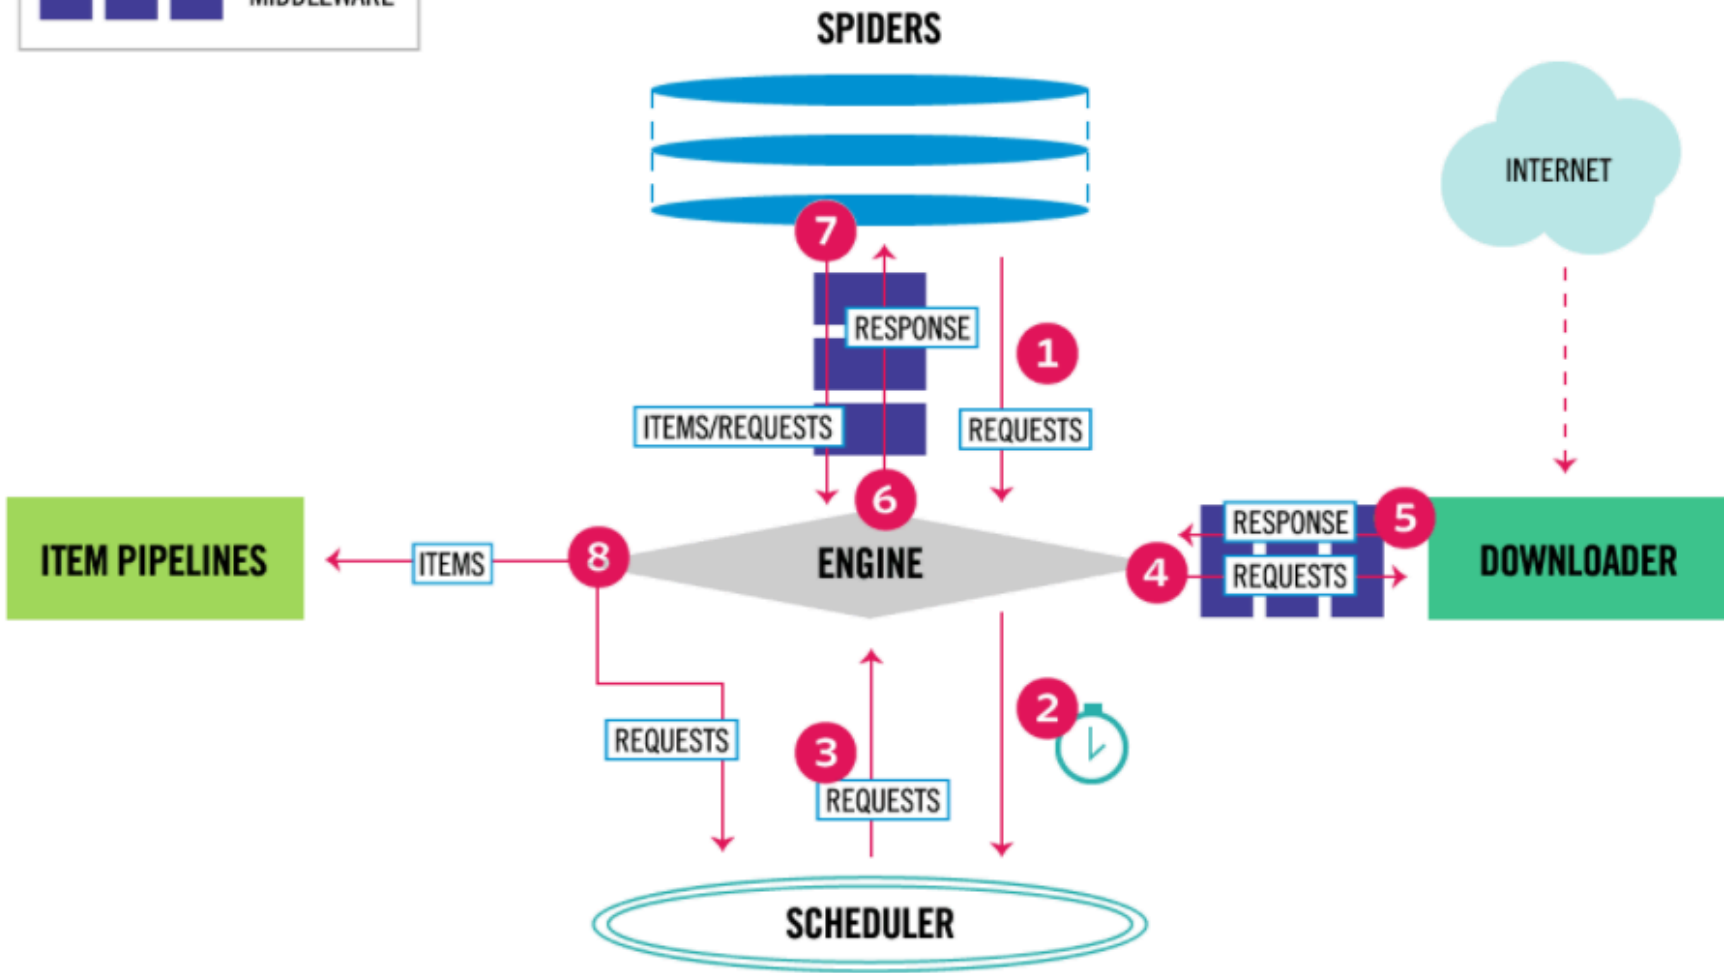 MIDDLEWARE
SPIDERS
INTERNET
7
RESPONSE
1
ITEMS/REQUESTS
REQUESTS
6
RESPONSE
5
ITEM PIPELINES
ITEMS
8
ENGINE
4
REQUESTS
DOWNLOADER
2
REQUESTS
3
REQUESTS
SCHEDULER